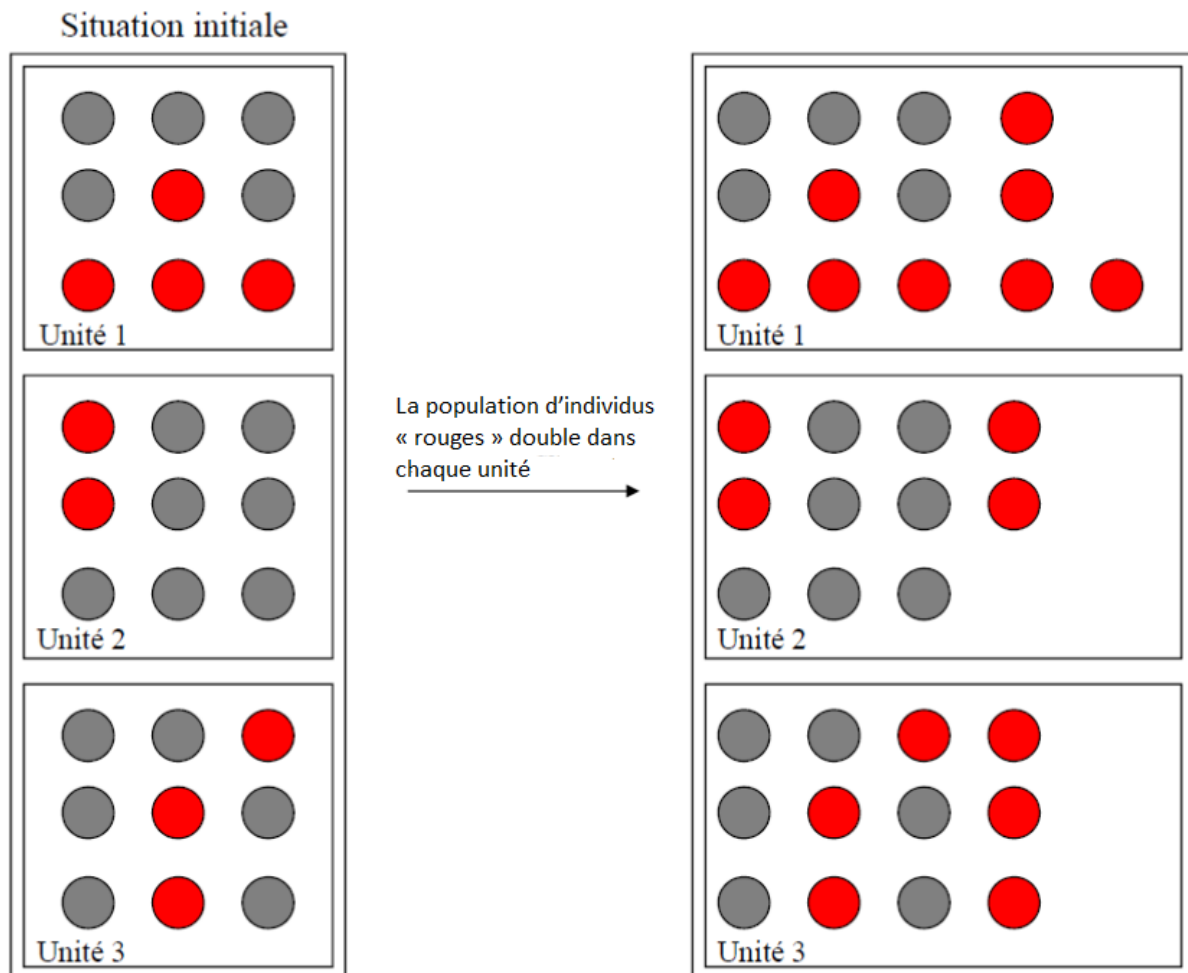 Situation initiale
Unité 1
Unité 2
Unité 3
La population d’individus
« rouges » double dans
chaque unité
Unité 1
Unité 2
Unité 3